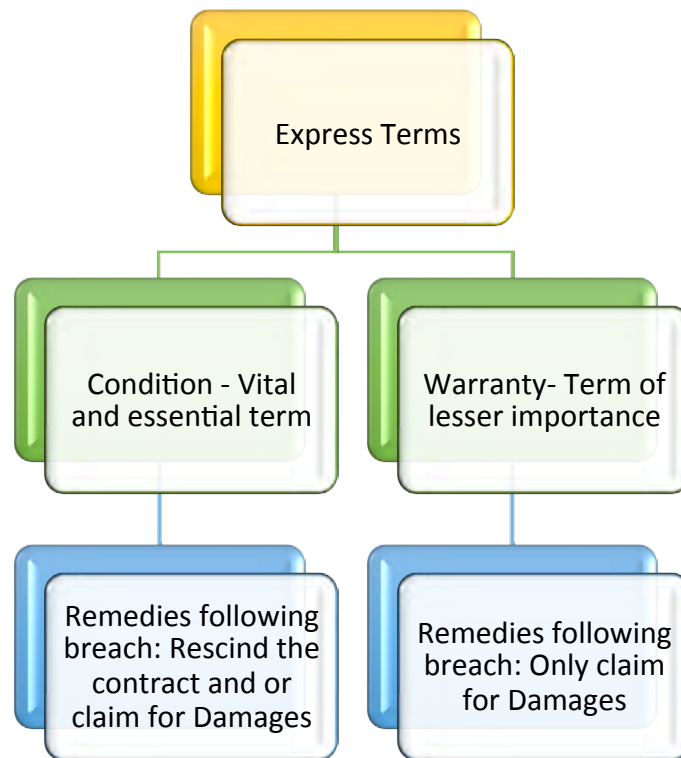 Express Terms
Condition - Vital
and essential term
Warranty- Term of
lesser importance
Remedies following
breach: Rescind the
contract and or
claim for Damages
Remedies following
breach: Only claim
for Damages